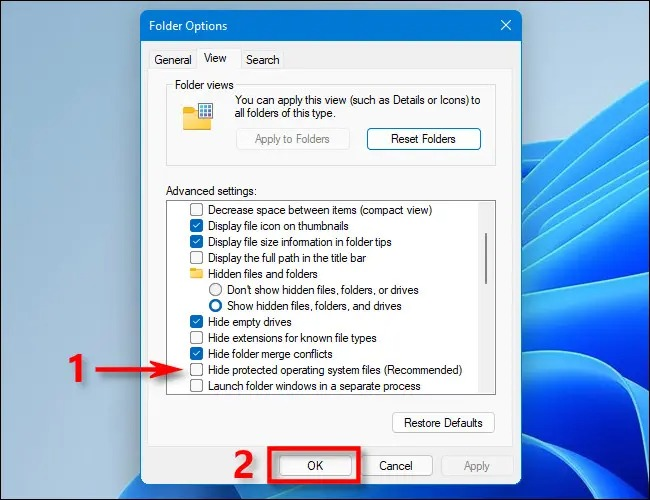 Folder Options
General
View
Search
Folder views
You can apply this view (such as Details or Icons) to
all folders of this type.
Apply to Folders
Reset Folders
Advanced settings:
Decrease space between items (compact view)
Display file icon on thumbnails
Display file size information in folder tips
Display the full path in the title bar
Hidden files and folders
Don't show hidden files, folders, or drives
Show hidden files, folders, and drives
Hide empty drives
Hide extensions for known file types
Hide folder merge conflicts
1
Hide protected operating system files (Recommended)
Launch folder windows in a separate process
Restore Defaults
2
OK
Cancel
Apply